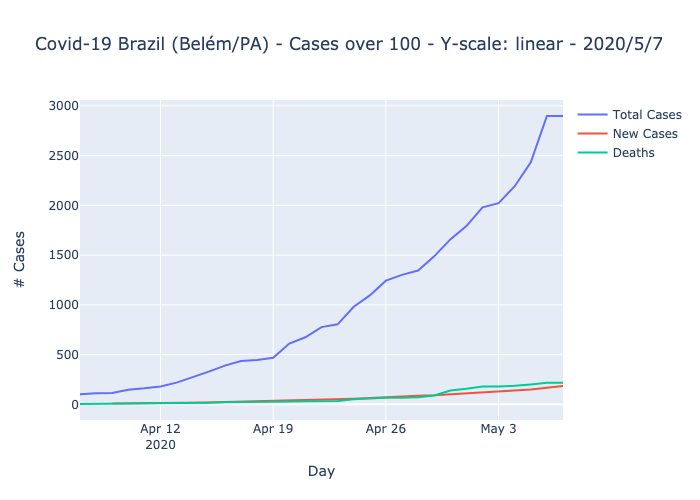 Covid-19 Brazil (Belém/PA) - Cases over 100 - Y-scale: linear - 2020/5/7
Total Cases
New Cases
Deaths
# Cases
3000
2500
2000
1500
1000
500
0
Apr 12
2020
Apr 19
Apr 26
May 3
Day